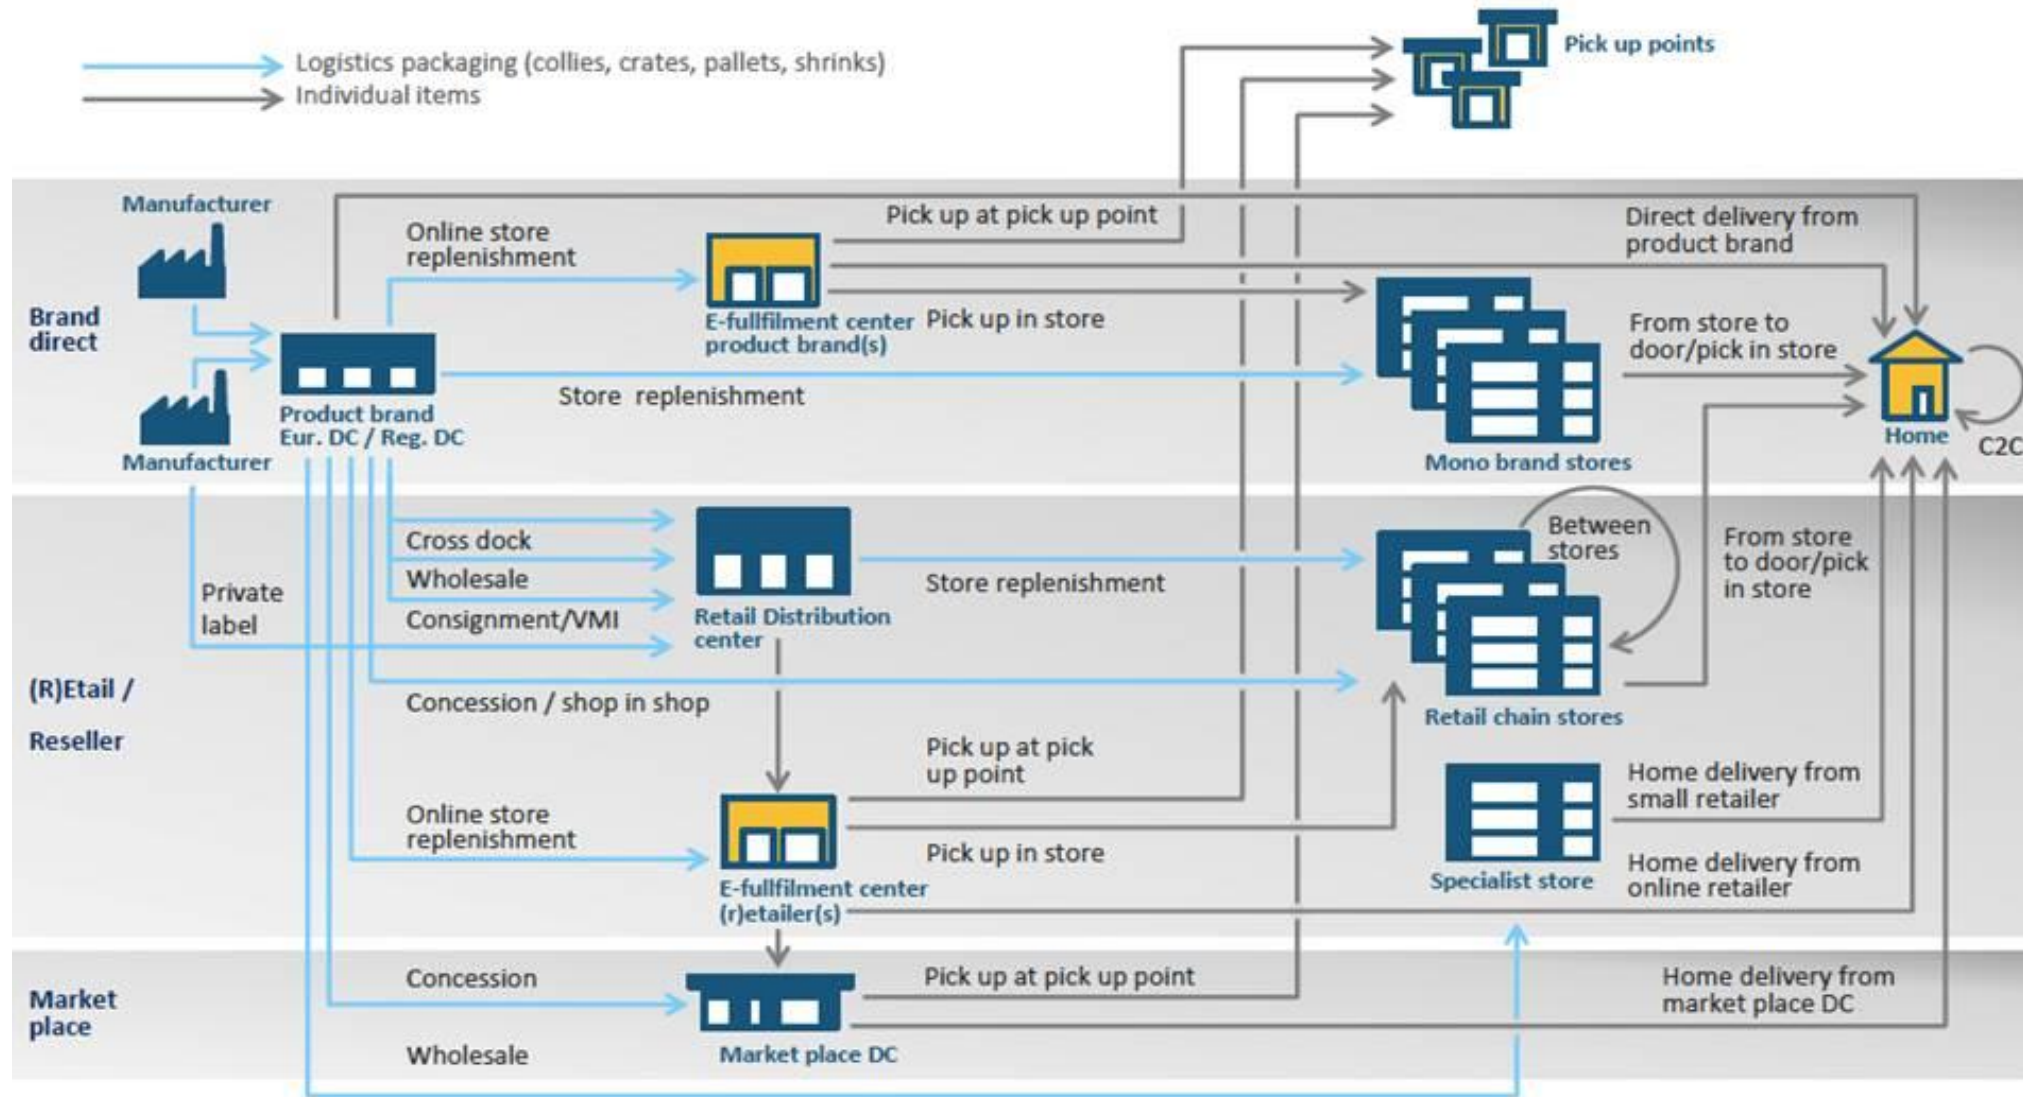 Logistics packaging (collies, crates, pallets, shrinks)
Individual items
Pick up points
Manufacturer
Online store
replenishment
Pick up at pick up point
Direct delivery from
product brand
Brand
direct
E-fullfilment center
product brand(s)
Pick up in store
From store to
door/pick in store
Product brand
Eur. DC / Reg. DC
Store replenishment
Manufacturer
Mono brand stores
Home
C2C
Cross dock
Wholesale
Consignment/VMI
Private
label
Retail Distribution
center
Store replenishment
Between
stores
From store
to door/pick
in store
(R)Etail /
Reseller
Concession / shop in shop
Retail chain stores
Pick up at pick
up point
Online store
replenishment
Pick up in store
Home delivery from
small retailer
Specialist store
Home delivery from
online retailer
E-fullfilment center
(r)etailer(s)
Market
place
Concession
Pick up at pick up point
Home delivery from
market place DC
Wholesale
Market place DC